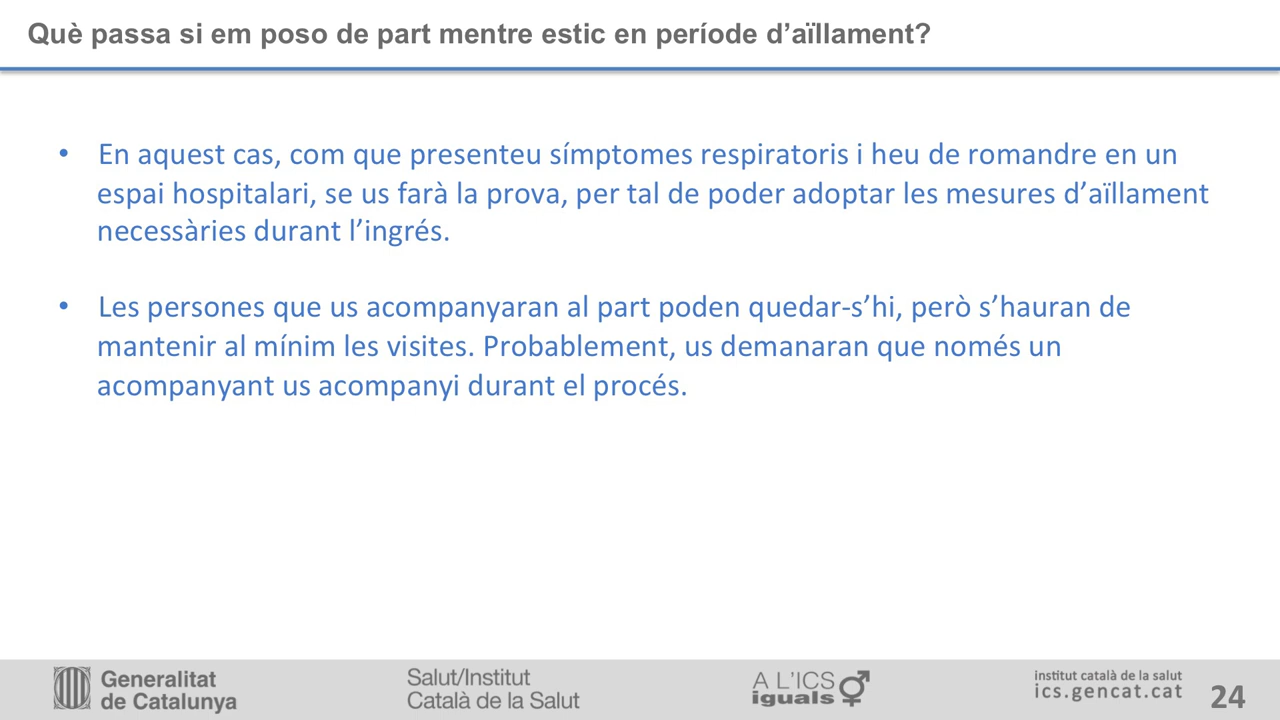 Què passa si em poso de part mentre estic en període d’aïllament?
• En aquest cas, com que presenteu símptomes respiratoris i heu de romandre en un
espai hospitalari, se us farà la prova, per tal de poder adoptar les mesures d’aïllament
necessàries durant l’ingrés.
• Les persones que us acompanyaran al part poden quedar-s’hi, però s’hauran de
mantenir al mínim les visites. Probablement, us demanaran que només un
acompanyant us acompanyi durant el procés.
Generalitat
de Catalunya
Salut/Institut
Català de la Salut
A L'ICS
iguals
institut català de la salut
ics.gencat.cat
24